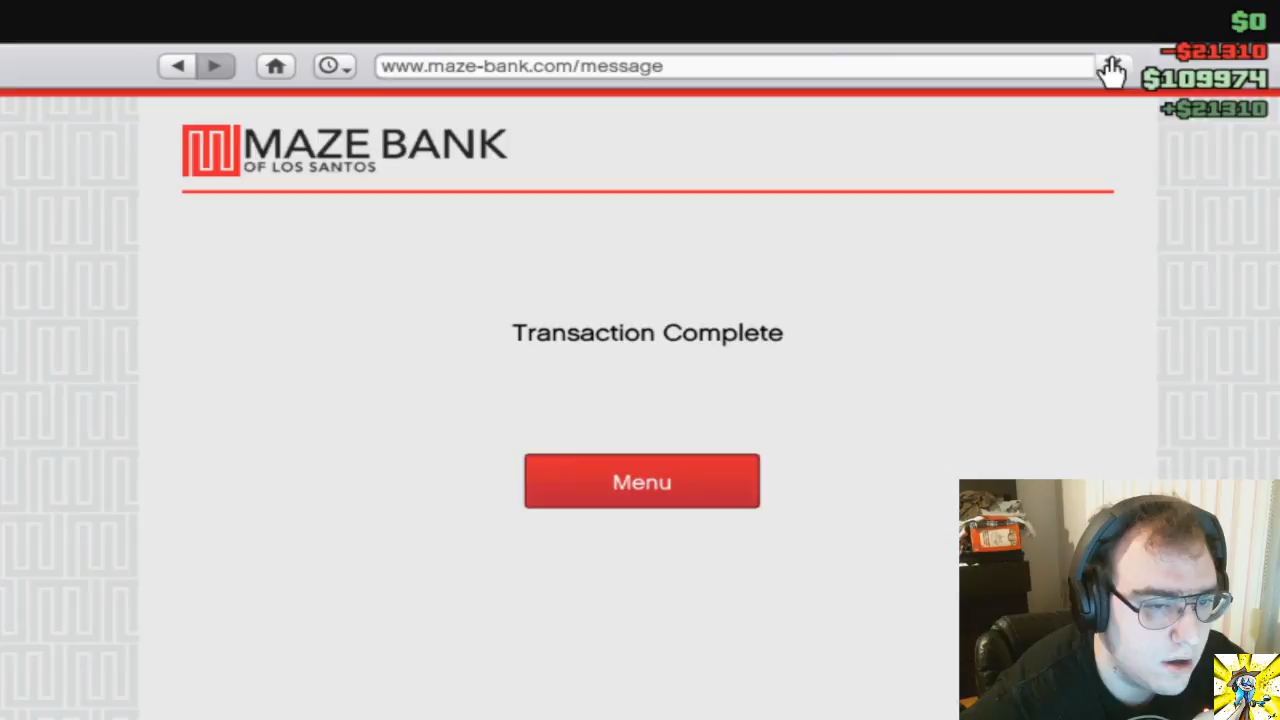 $0
-$21310
www.maze-bank.com/message
$109974
+$21310
MAZE BANK
OF LOS SANTOS
Transaction Complete
Menu